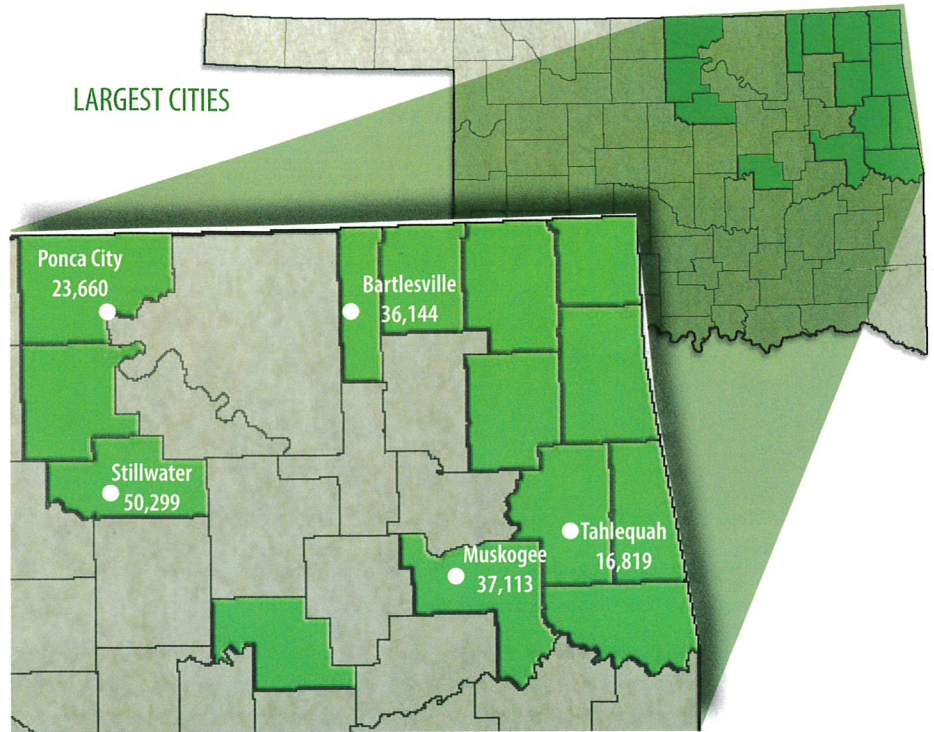 LARGEST CITIES
Ponca City
23,660
Bartlesville
36,144
Stillwater
50,299
Tahlequah
16,819
Muskogee
37,113